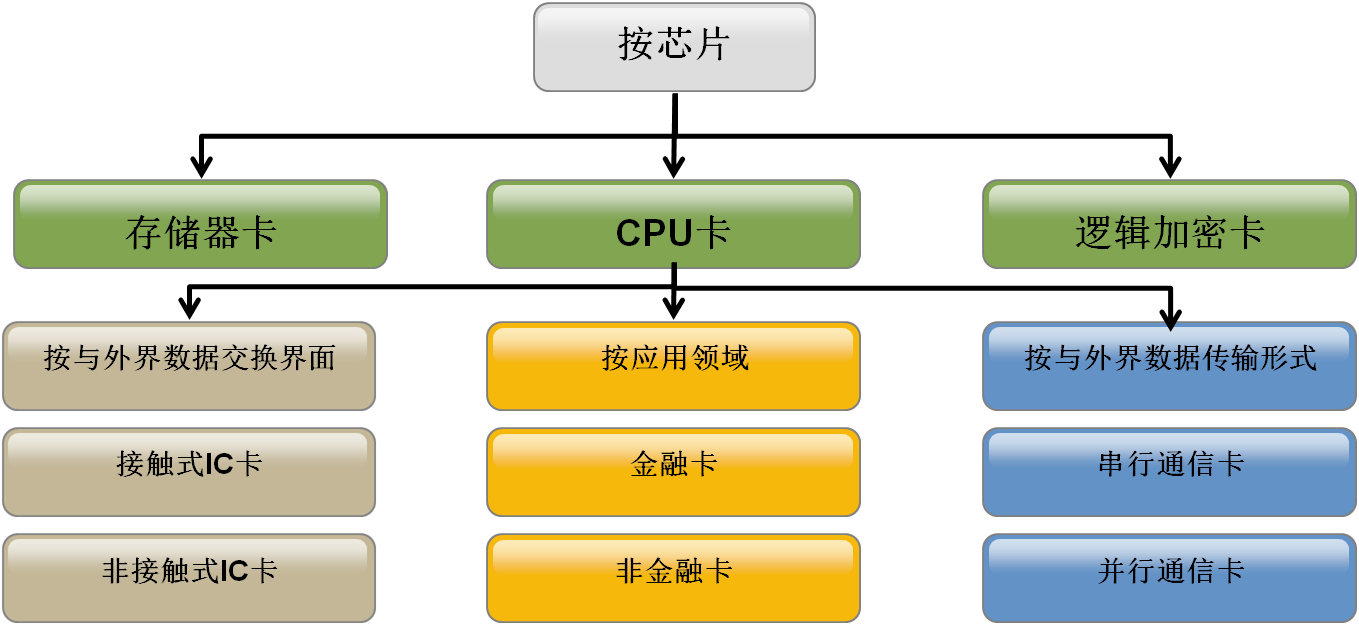 按芯片
存储器卡
CPU卡
逻辑加密卡
按与外界数据交换界面
按应用领域
按与外界数据传输形式
接触式IC卡
金融卡
串行通信卡
非接触式IC卡
非金融卡
并行通信卡